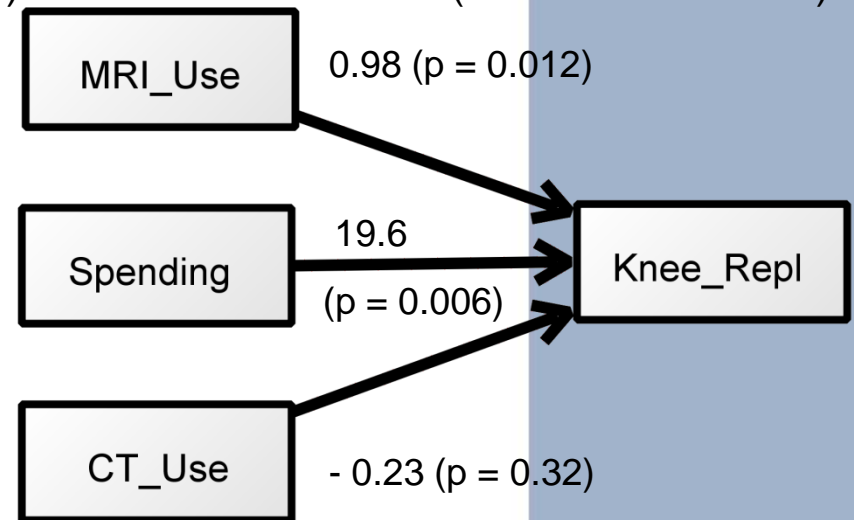 MRI_Use
0.98 (p = 0.012)
Spending
19.6
(p = 0.006)
Knee_Repl
CT_Use
- 0.23 (p = 0.32)